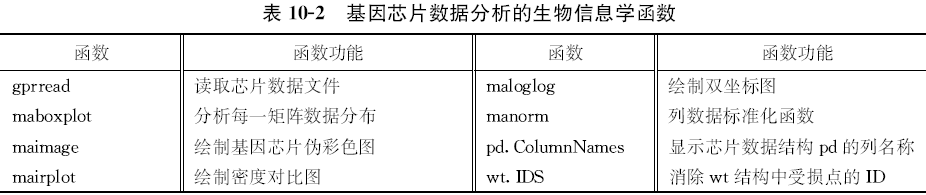 表 10-2 基因芯片数据分析的生物信息学函数
函数 函数功能 函数 函数功能
gprread 读取芯片数据文件 maloglog 绘制双坐标图
maboxplot 分析每一矩阵数据分布 manorm 列数据标准化函数
maimage 绘制基因芯片伪彩色图 pd. ColumnNames 显示芯片数据结构 pd 的列名称
mairplot 绘制密度对比图 wt. IDS 消除 wt 结构中受损点的 ID